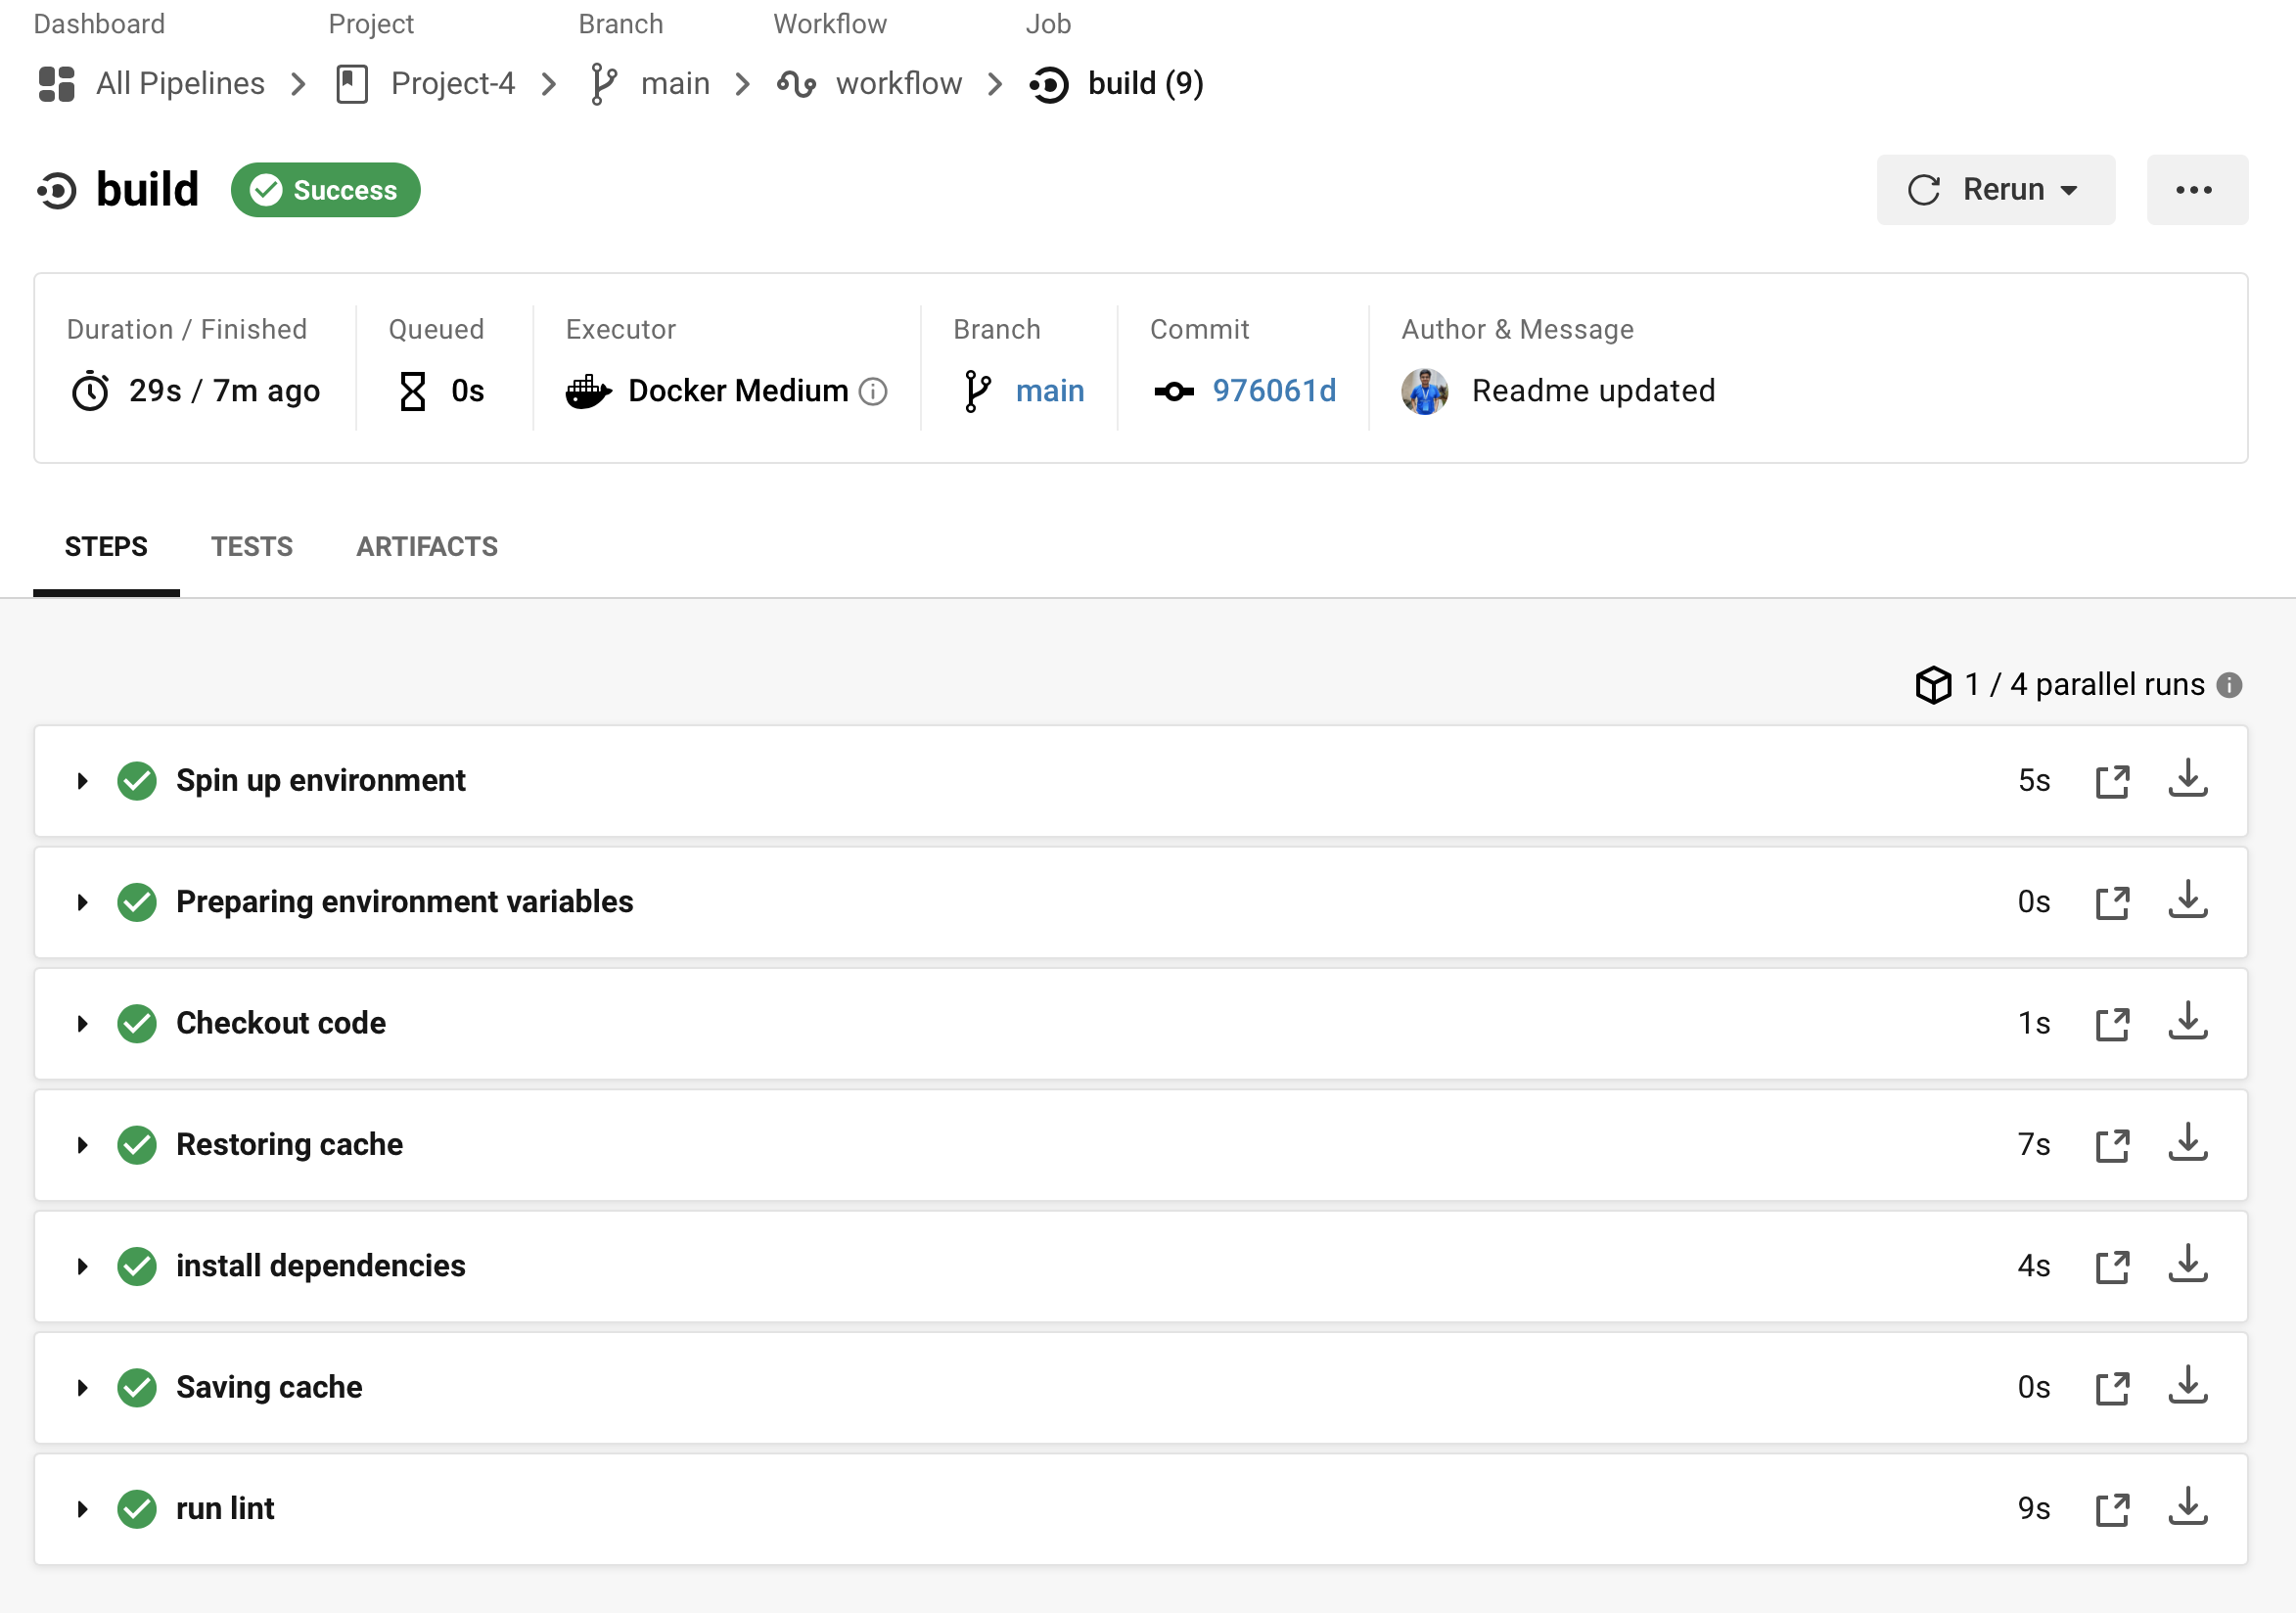 Dashboard Project Branch Workflow Job
All Pipelines Project-4 main workflow build (9)
build Success Rerun
Duration / Finished Queued Executor Branch Commit Author & Message
29s / 7m ago 0s Docker Medium main 976061d Readme updated
STEPS TESTS ARTIFACTS
1 / 4 parallel runs
Spin up environment 5s
Preparing environment variables 0s
Checkout code 1s
Restoring cache 7s
install dependencies 4s
Saving cache 0s
run lint 9s